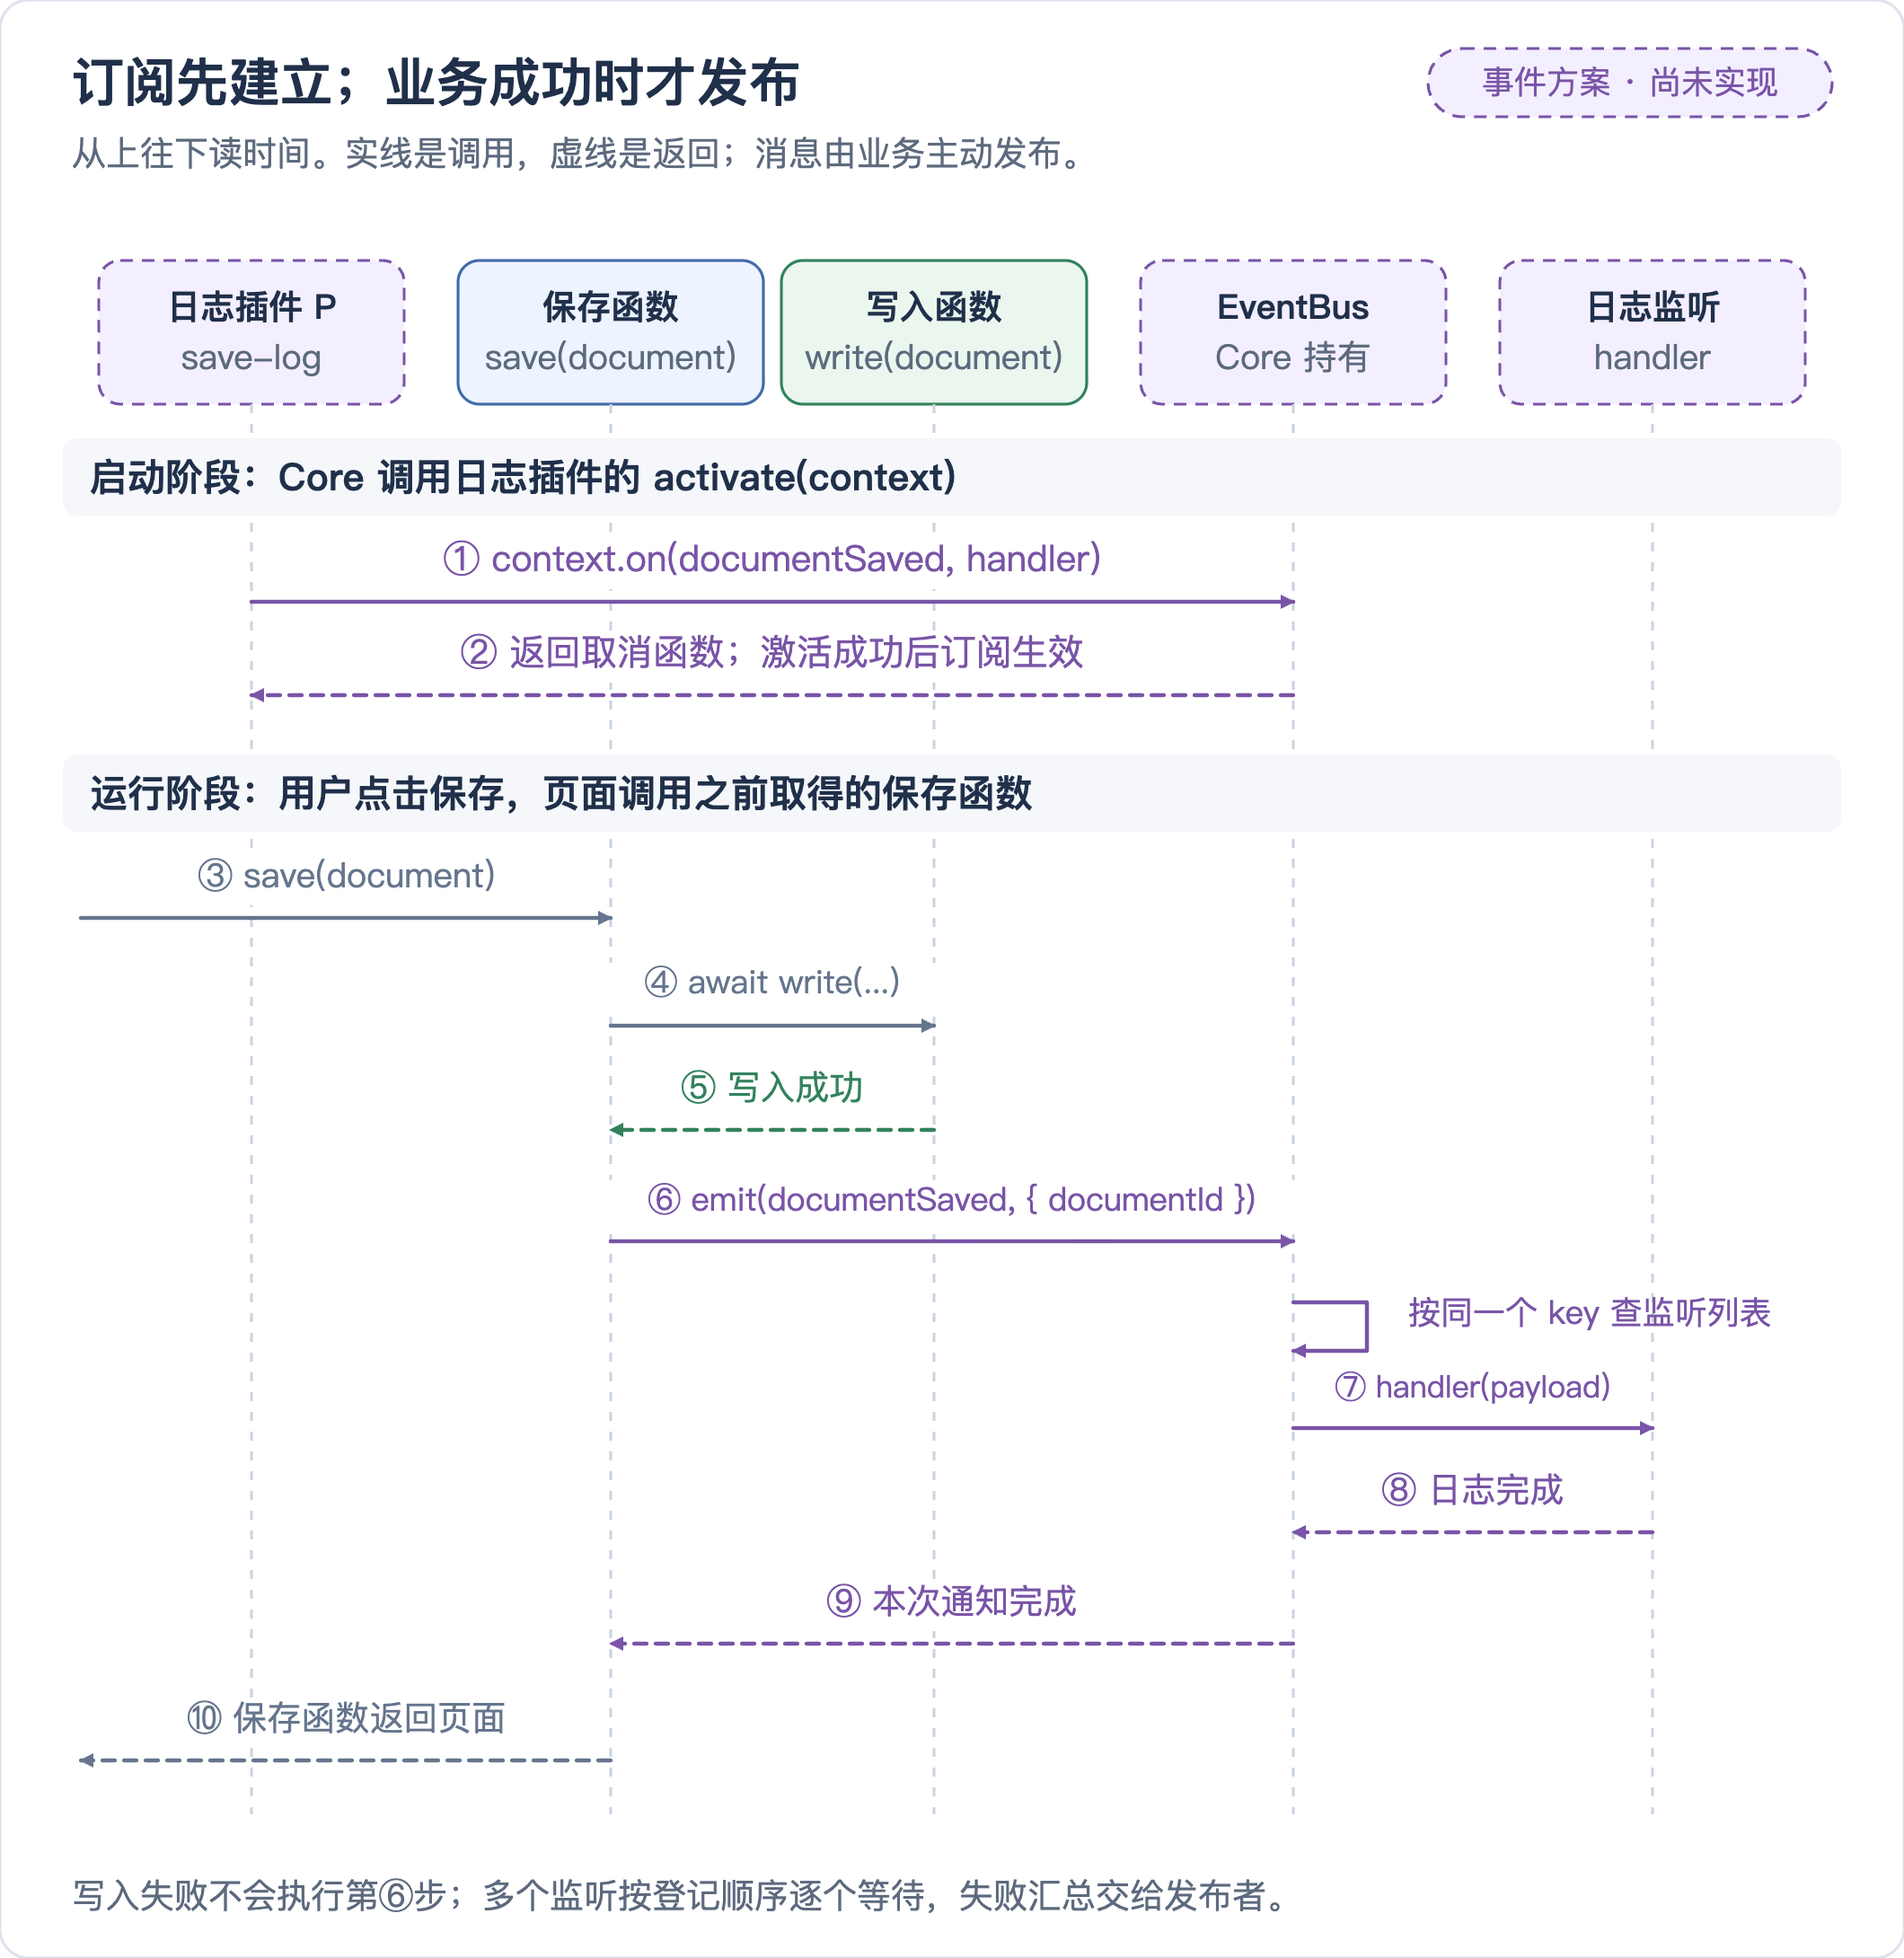 订阅先建立；业务成功时才发布
事件方案 · 尚未实现
从上往下读时间。实线是调用，虚线是返回；消息由业务主动发布。
日志插件 P
save–log
保存函数
save(document)
写入函数
write(document)
EventBus
Core 持有
日志监听
handler
启动阶段：Core 调用日志插件的 activate(context)
① context.on(documentSaved, handler)
② 返回取消函数；激活成功后订阅生效
运行阶段：用户点击保存，页面调用之前取得的保存函数
③ save(document)
④ await write(...)
⑤ 写入成功
⑥ emit(documentSaved, { documentId })
按同一个 key 查监听列表
⑦ handler(payload)
⑧ 日志完成
⑨ 本次通知完成
⑩ 保存函数返回页面
写入失败不会执行第⑥步；多个监听按登记顺序逐个等待，失败汇总交给发布者。